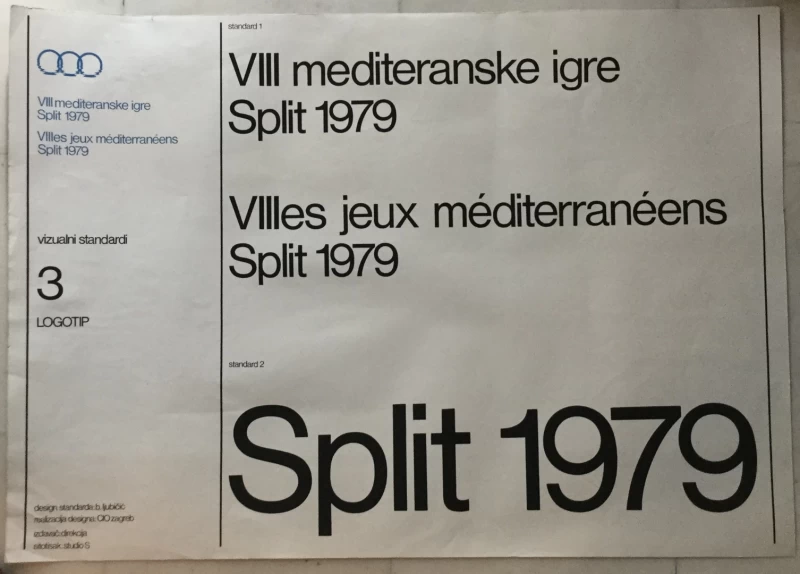 VIII mediteranske igre
Split 1979
VIIIes jeux méditerranéens
Split 1979
vizualni standardi
3
LOGOTIP
design standarda: b. ljubičić
realizacija designa: CIO zagreb
izdavač: direkcija
sitotisak: studio S
standard 1
VIII mediteranske igre
Split 1979
VIIIes jeux méditerranéens
Split 1979
standard 2
Split 1979